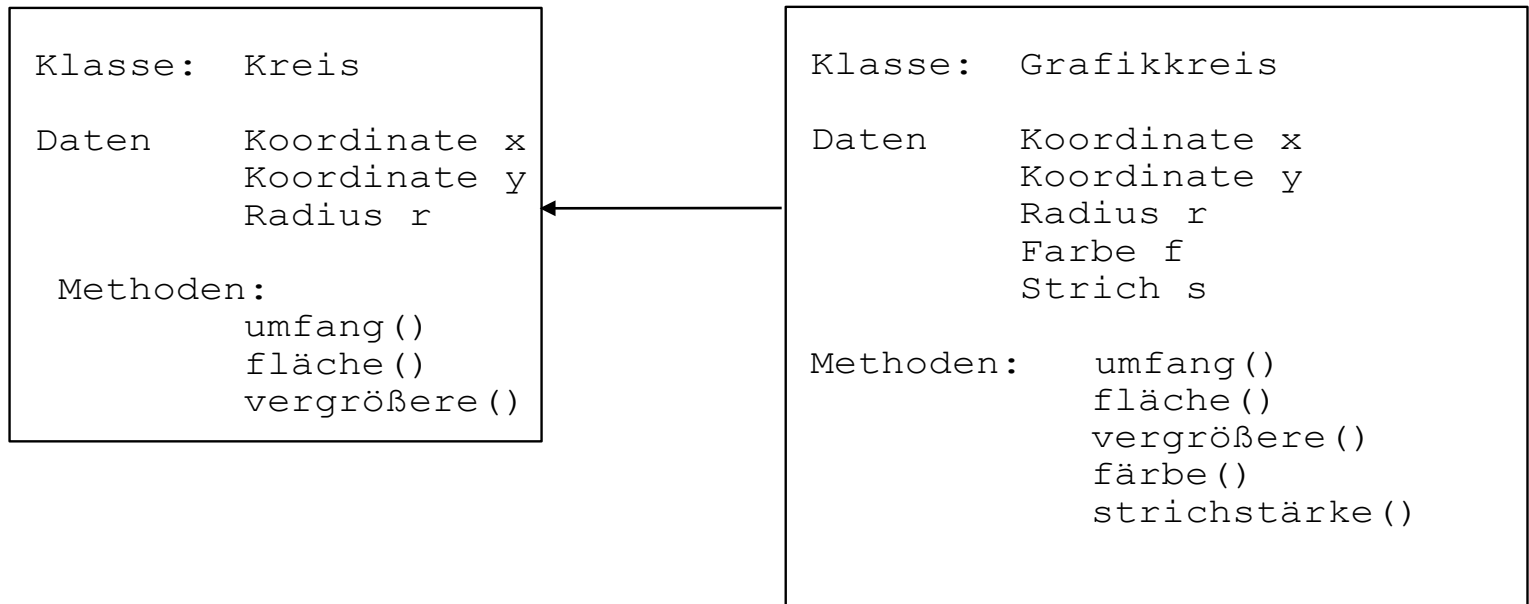 Klasse: Kreis
Daten Koordinate x
Koordinate y
Radius r
Methoden:
umfang()
fläche()
vergrößere()
Klasse: Grafikkreis
Daten Koordinate x
Koordinate y
Radius r
Farbe f
Strich s
Methoden: umfang()
fläche()
vergrößere()
färbe()
strichstärke()